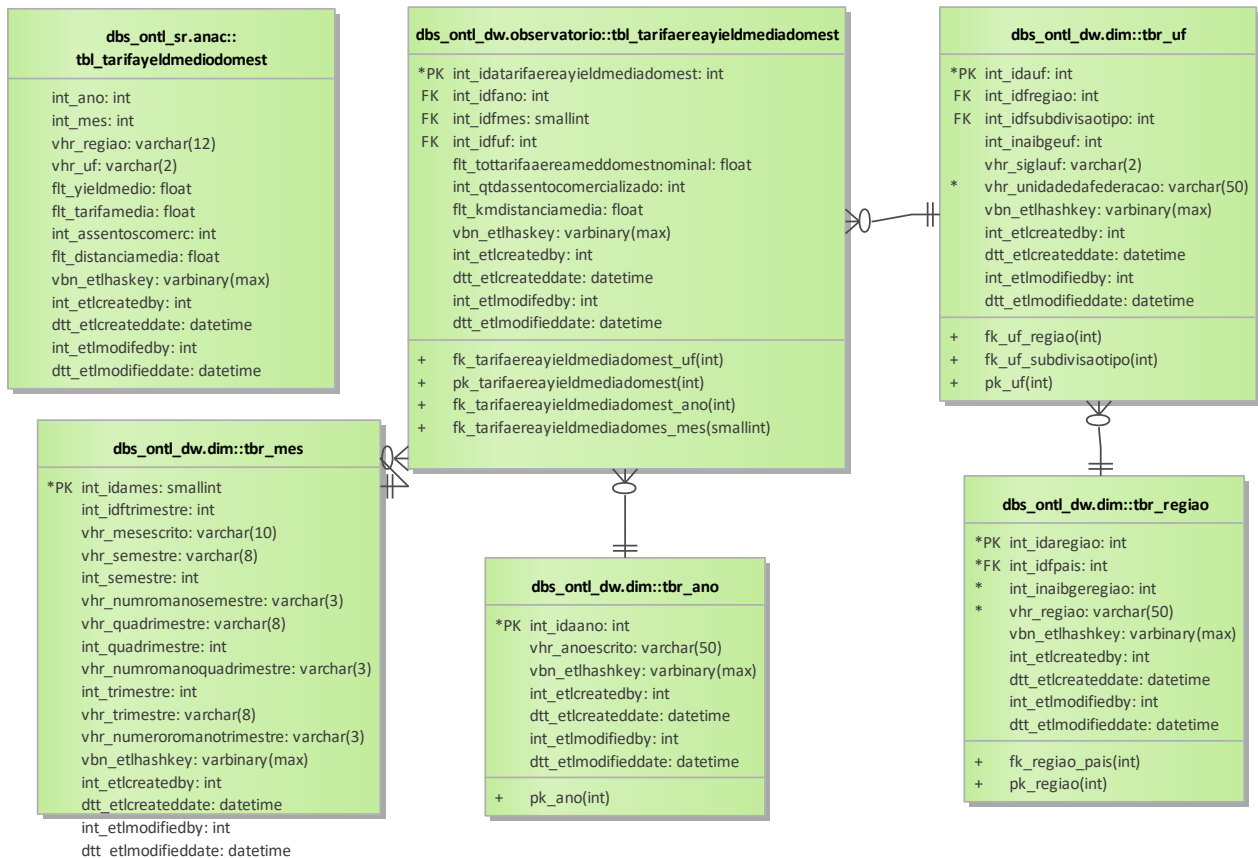 dbs_ontl_sr.anac::
tbl_tarifayeldmediodomest
int_ano: int
int_mes: int
vhr_regiao: varchar(12)
vhr_uf: varchar(2)
flt_yieldmedio: float
flt_tarifamedia: float
int_assentoscomerc: int
flt_distanciamedia: float
vbn_etlhaskey: varbinary(max)
int_etlcreatedby: int
dtt_etlcreateddate: datetime
int_etlmodifedby: int
dtt_etlmodifieddate: datetime
dbs_ontl_dw.observatorio::tbl_tarifaereayieldmediadomest
*PK int_idatarifaereayieldmediadomest: int
FK int_idfano: int
FK int_idfmes: smallint
FK int_idfuf: int
flt_tottarifaaereameddomestnominal: float
int_qtdassentocomercializado: int
flt_kmdistanciamedia: float
vbn_etlhaskey: varbinary(max)
int_etlcreatedby: int
dtt_etlcreateddate: datetime
int_etlmodifedby: int
dtt_etlmodifieddate: datetime
+ fk_tarifaereayieldmediadomest_uf(int)
+ pk_tarifaereayieldmediadomest(int)
+ fk_tarifaereayieldmediadomest_ano(int)
+ fk_tarifaereayieldmediadomes_mes(smallint)
dbs_ontl_dw.dim::tbr_uf
*PK int_idauf: int
FK int_idfregiao: int
FK int_idfsubdivisaotipo: int
int_inaibgeuf: int
vhr_siglauf: varchar(2)
* vhr_unidadedafederacao: varchar(50)
vbn_etlhashkey: varbinary(max)
int_etlcreatedby: int
dtt_etlcreateddate: datetime
int_etlmodifiedby: int
dtt_etlmodifieddate: datetime
+ fk_uf_regiao(int)
+ fk_uf_subdivisaotipo(int)
+ pk_uf(int)
dbs_ontl_dw.dim::tbr_mes
*PK int_idames: smallint
int_idftrimestre: int
vhr_mesescrito: varchar(10)
vhr_semestre: varchar(8)
int_semestre: int
vhr_numromanosemestre: varchar(3)
vhr_quadrimestre: varchar(8)
int_quadrimestre: int
vhr_numromanoquadrimestre: varchar(3)
int_trimestre: int
vhr_trimestre: varchar(8)
vhr_numeroromanotrimestre: varchar(3)
vbn_etlhashkey: varbinary(max)
int_etlcreatedby: int
dtt_etlcreateddate: datetime
int_etlmodifiedby: int
dtt_etlmodifieddate: datetime
dbs_ontl_dw.dim::tbr_ano
*PK int_idaano: int
vhr_anoescrito: varchar(50)
vbn_etlhashkey: varbinary(max)
int_etlcreatedby: int
dtt_etlcreateddate: datetime
int_etlmodifiedby: int
dtt_etlmodifieddate: datetime
+ pk_ano(int)
dbs_ontl_dw.dim::tbr_regiao
*PK int_idaregiao: int
*FK int_idfpais: int
* int_inaibgeregiao: int
* vhr_regiao: varchar(50)
vbn_etlhashkey: varbinary(max)
int_etlcreatedby: int
dtt_etlcreateddate: datetime
int_etlmodifiedby: int
dtt_etlmodifieddate: datetime
+ fk_regiao_pais(int)
+ pk_regiao(int)